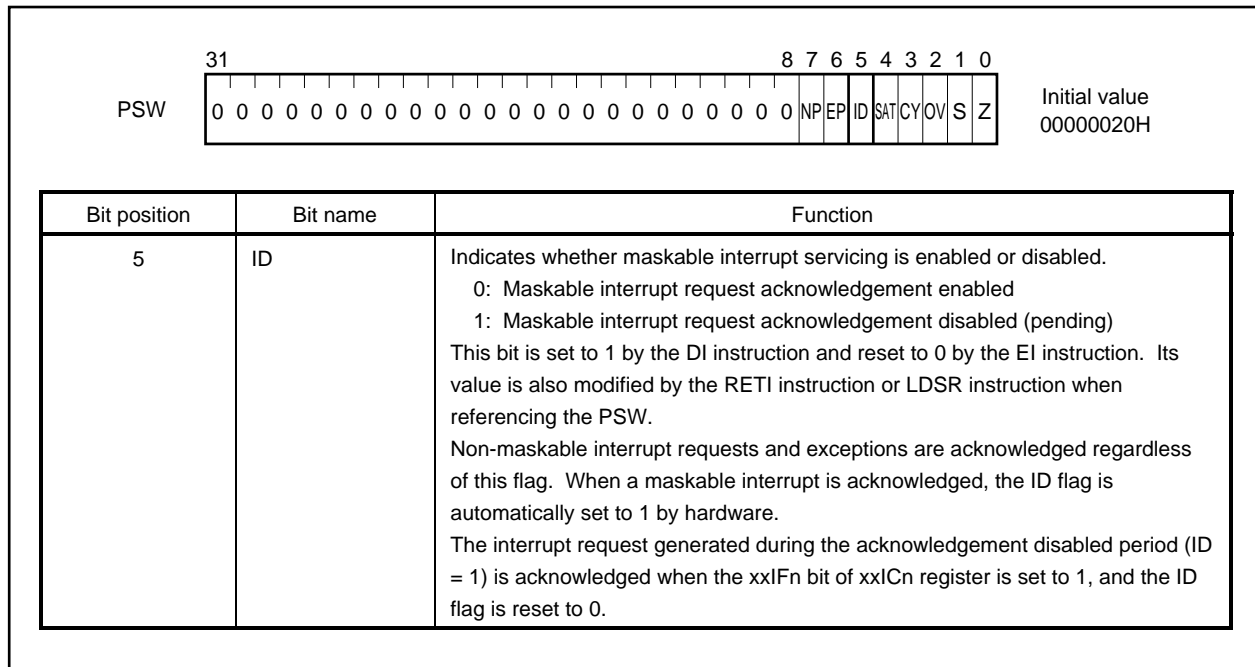 31 8 7 6 5 4 3 2 1 0
PSW 0 0 0 0 0 0 0 0 0 0 0 0 0 0 0 0 0 0 0 0 0 0 0 0 NP EP ID SAT CY OV S Z
Initial value
00000020H
Bit position Bit name Function
5 ID Indicates whether maskable interrupt servicing is enabled or disabled.
0: Maskable interrupt request acknowledgement enabled
1: Maskable interrupt request acknowledgement disabled (pending)
This bit is set to 1 by the DI instruction and reset to 0 by the EI instruction. Its
value is also modified by the RETI instruction or LDSR instruction when
referencing the PSW.
Non-maskable interrupt requests and exceptions are acknowledged regardless
of this flag. When a maskable interrupt is acknowledged, the ID flag is
automatically set to 1 by hardware.
The interrupt request generated during the acknowledgement disabled period (ID
= 1) is acknowledged when the xxIFn bit of xxICn register is set to 1, and the ID
flag is reset to 0.